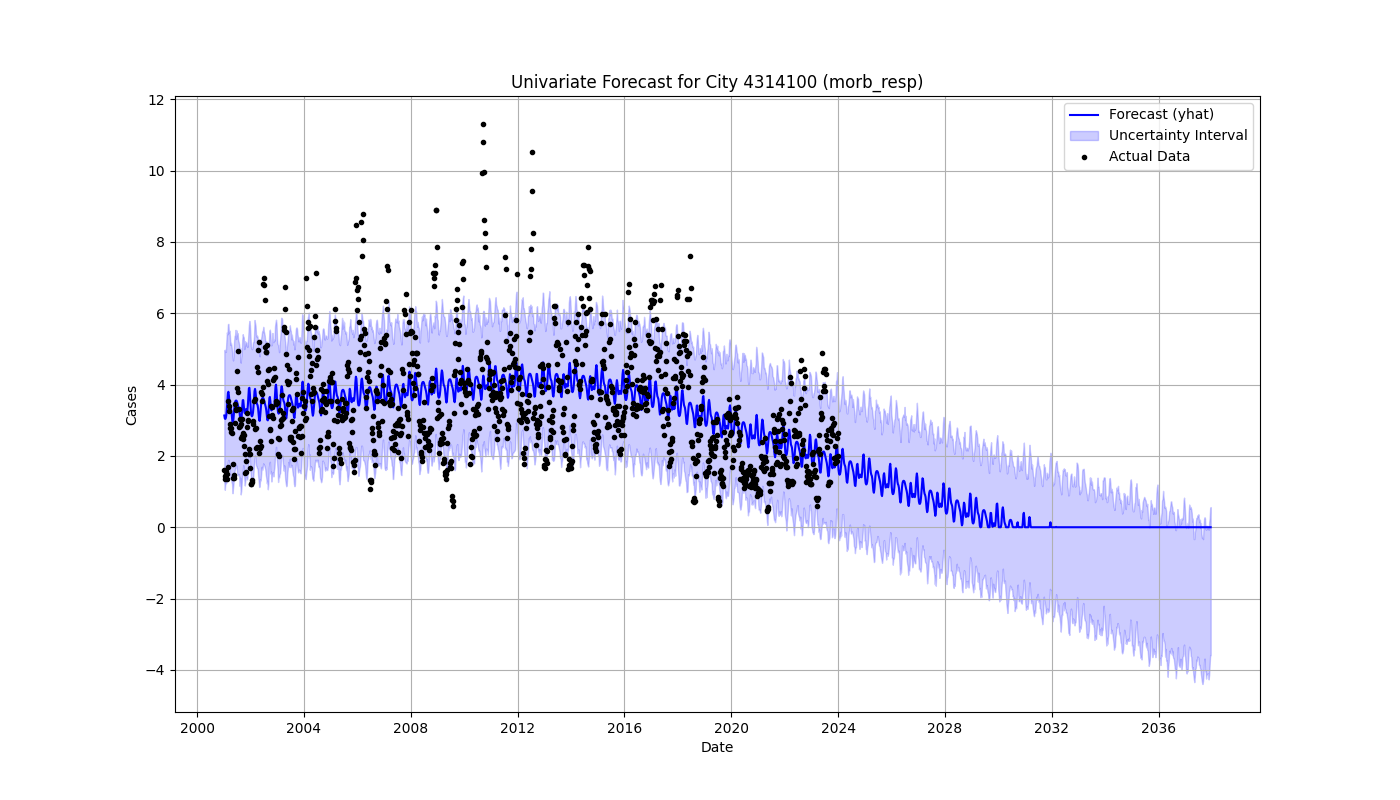 Univariate Forecast for City 4314100 (morb_resp)
Forecast (yhat)
Uncertainty Interval
Actual Data
12
10
8
6
4
2
0
−2
−4
Cases
2000 2004 2008 2012 2016 2020 2024 2028 2032 2036
Date